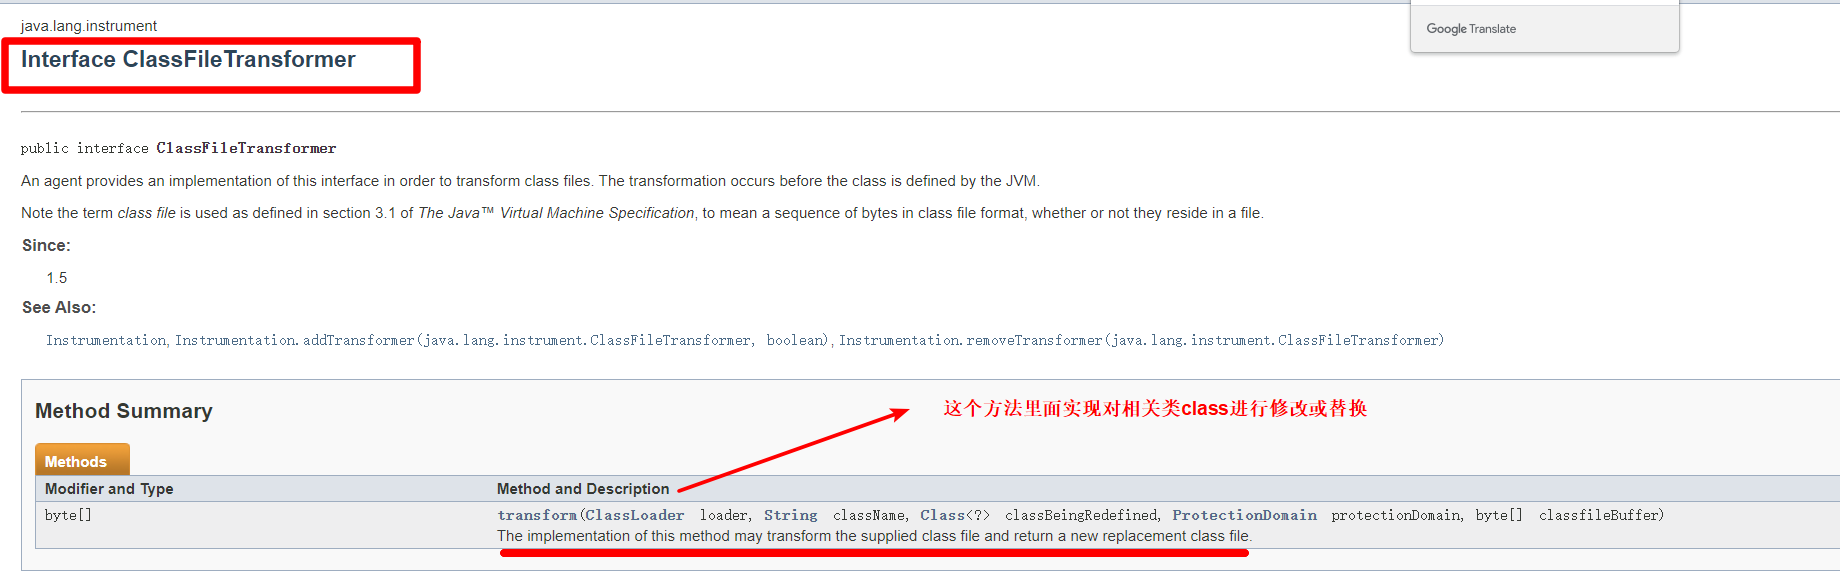 Google Translate
java.lang.instrument
Interface ClassFileTransformer
public interface ClassFileTransformer
An agent provides an implementation of this interface in order to transform class files. The transformation occurs before the class is defined by the JVM.
Note the term class file is used as defined in section 3.1 of The Java™ Virtual Machine Specification, to mean a sequence of bytes in class file format, whether or not they reside in a file.
Since:
1.5
See Also:
Instrumentation, Instrumentation.addTransformer(java.lang.instrument.ClassFileTransformer, boolean), Instrumentation.removeTransformer(java.lang.instrument.ClassFileTransformer)
Method Summary
这个方法里面实现对相关类class进行修改或替换
Methods
Modifier and Type Method and Description
byte[] transform(ClassLoader loader, String className, Class<?> classBeingRedefined, ProtectionDomain protectionDomain, byte[] classfileBuffer)
The implementation of this method may transform the supplied class file and return a new replacement class file.